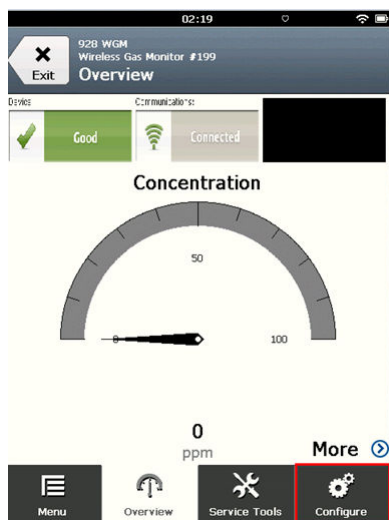 02:19
928 WGM
Wireless Gas Monitor #199
Exit
Overview
Device
Communications:
Good
Connected
Concentration
50
0
100
0
ppm
More
Menu
Overview
Service Tools
Configure